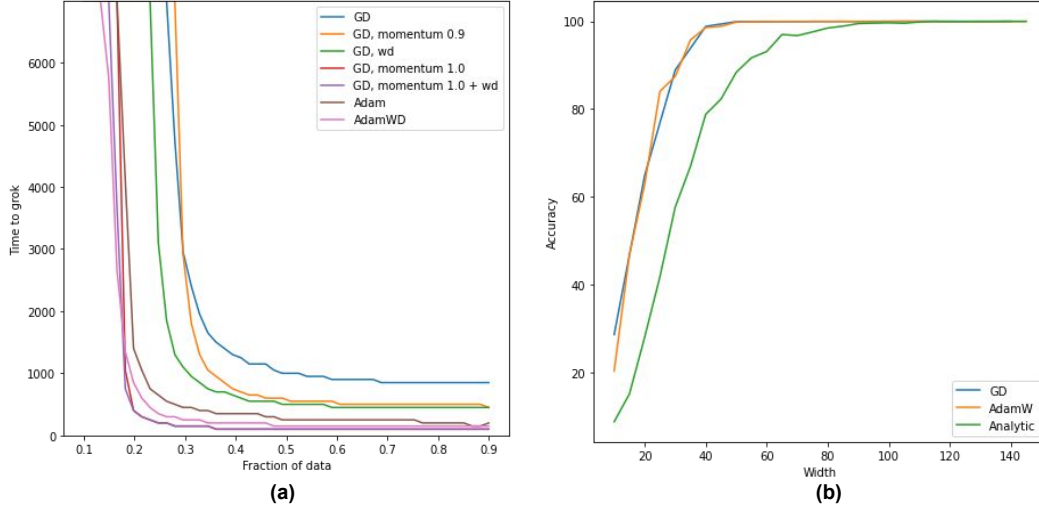 GD
GD, momentum 0.9
GD, wd
GD, momentum 1.0
GD, momentum 1.0 + wd
Adam
AdamWD
Time to grok
6000
5000
4000
3000
2000
1000
0
0.1 0.2 0.3 0.4 0.5 0.6 0.7 0.8 0.9
Fraction of data
(a)
Accuracy
100
80
60
40
20
GD
AdamW
Analytic
20 40 60 80 100 120 140
Width
(b)